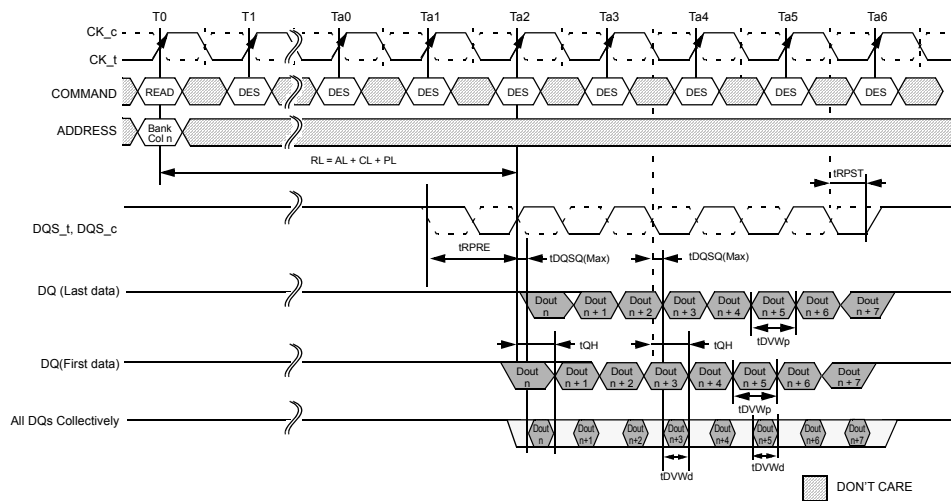 T0 T1 Ta0 Ta1 Ta2 Ta3 Ta4 Ta5 Ta6
CK_c
CK_t
COMMAND READ DES DES DES DES DES DES DES DES
ADDRESS Bank Col n
RL = AL + CL + PL
tRPST
DQS_t, DQS_c
tRPRE tDQSQ(Max) tDQSQ(Max)
DQ (Last data) Dout n Dout n + 1 Dout n + 2 Dout n + 3 Dout n + 4 Dout n + 5 Dout n + 6 Dout n + 7
tDVWp
tQH tQH
DQ(First data) Dout n Dout n + 1 Dout n + 2 Dout n + 3 Dout n + 4 Dout n + 5 Dout n + 6 Dout n + 7
tDVWp
All DQs Collectively Dout n Dout n+1 Dout n+2 Dout n+3 Dout n+4 Dout n+5 Dout n+6 Dout n+7
tDVWd tDVWd
DON'T CARE